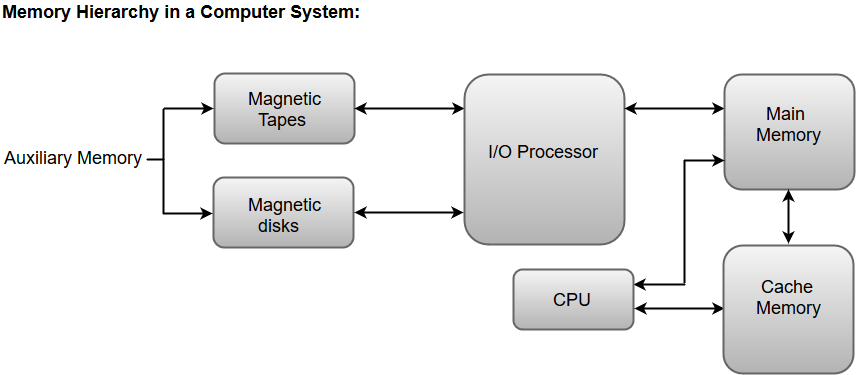 Memory Hierarchy in a Computer System:
Magnetic
Tapes
Auxiliary Memory
Magnetic
disks
I/O Processor
Main
Memory
CPU
Cache
Memory